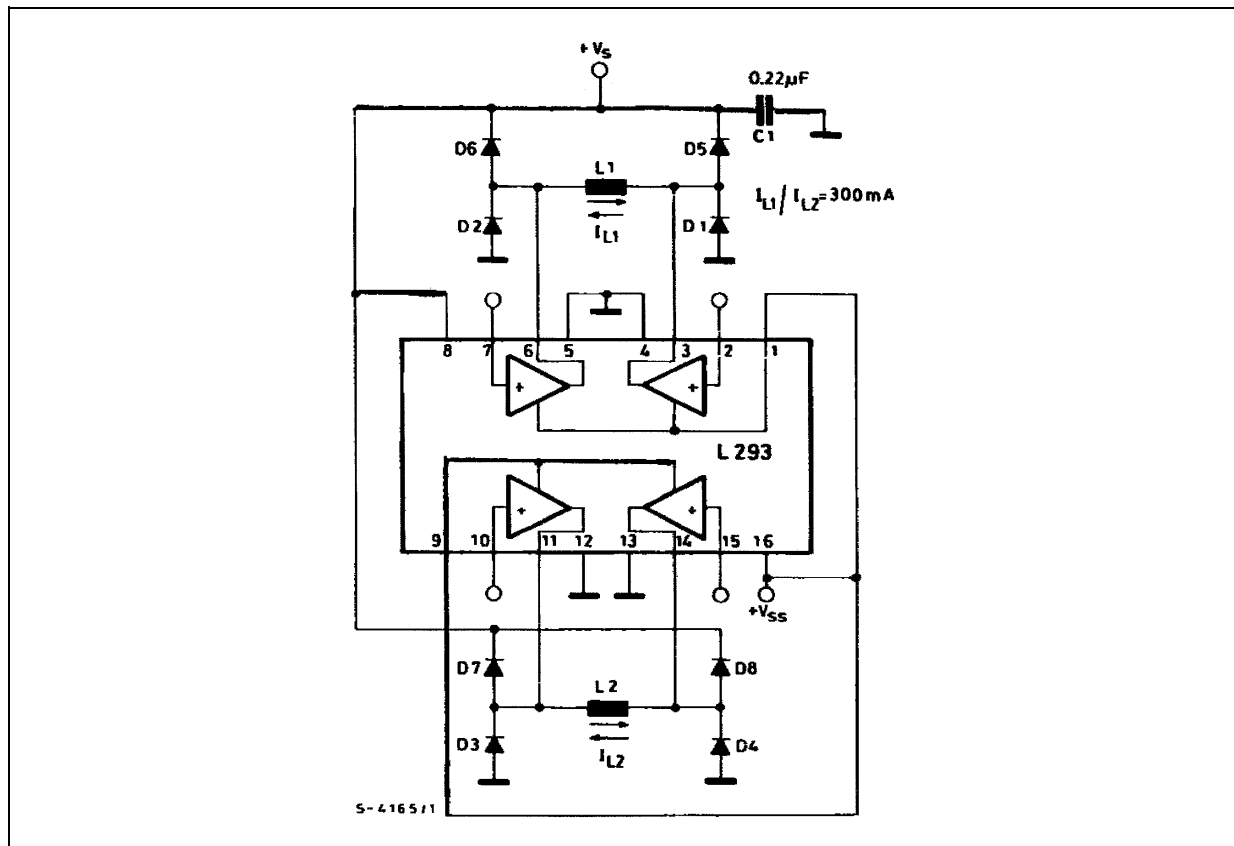 + VS
0.22µF
C1
D6
D5
L1
IL1 / IL2=300mA
D2
D1
IL1
8
7
6
5
4
3
2
1
+
+
L 293
+
+
9
10
11
12
13
14
15
16
+VSS
D7
D8
L2
D3
D4
IL2
S-4165/1